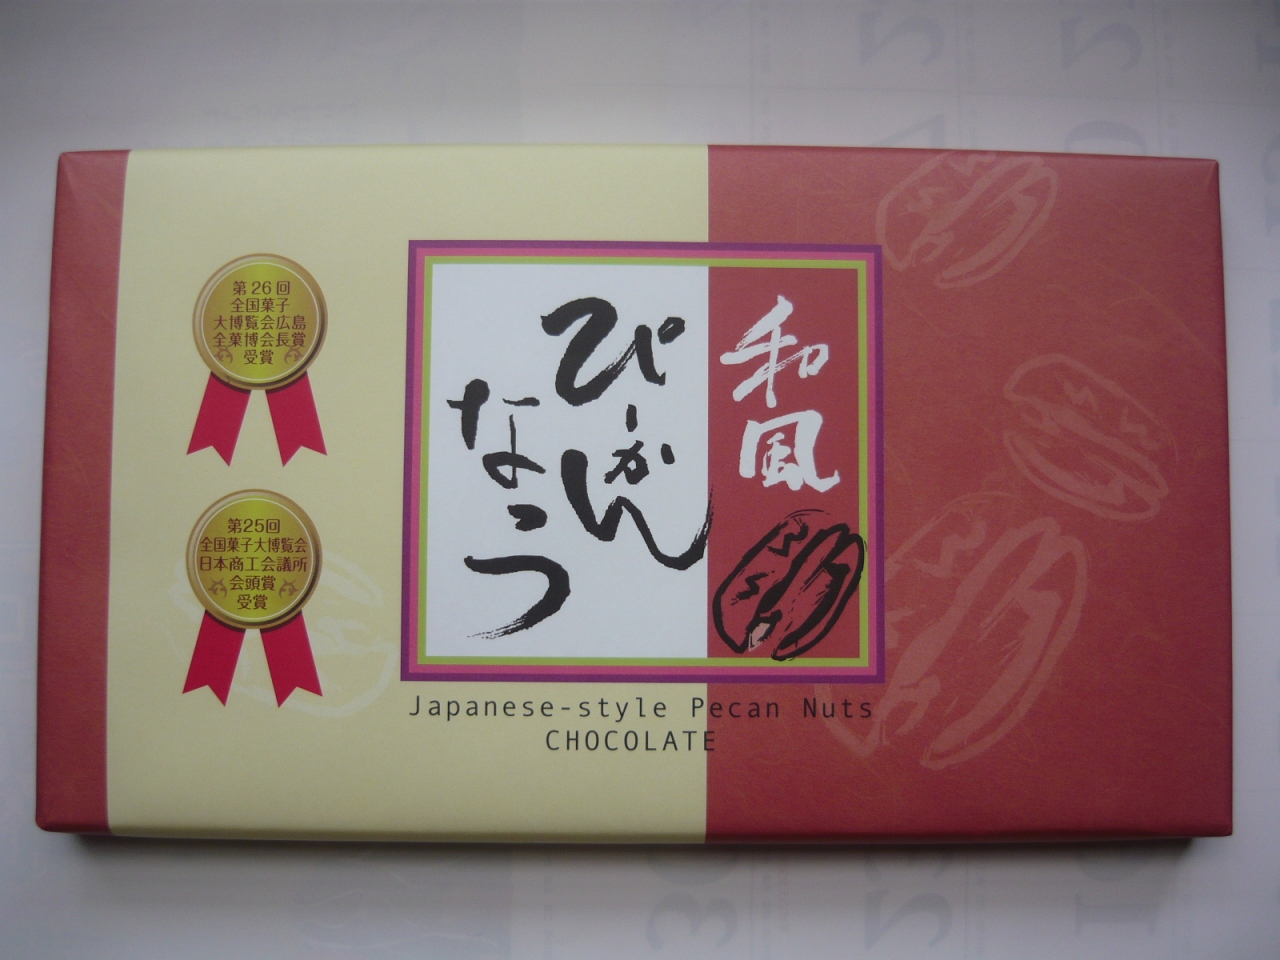 第26回
全国菓子
大博覧会広島
全菓博会長賞
受賞
第25回
全国菓子大博覧会
日本商工会議所
会頭賞
受賞
和風
ぴーかん
なっつ
Japanese-style Pecan Nuts
CHOCOLATE